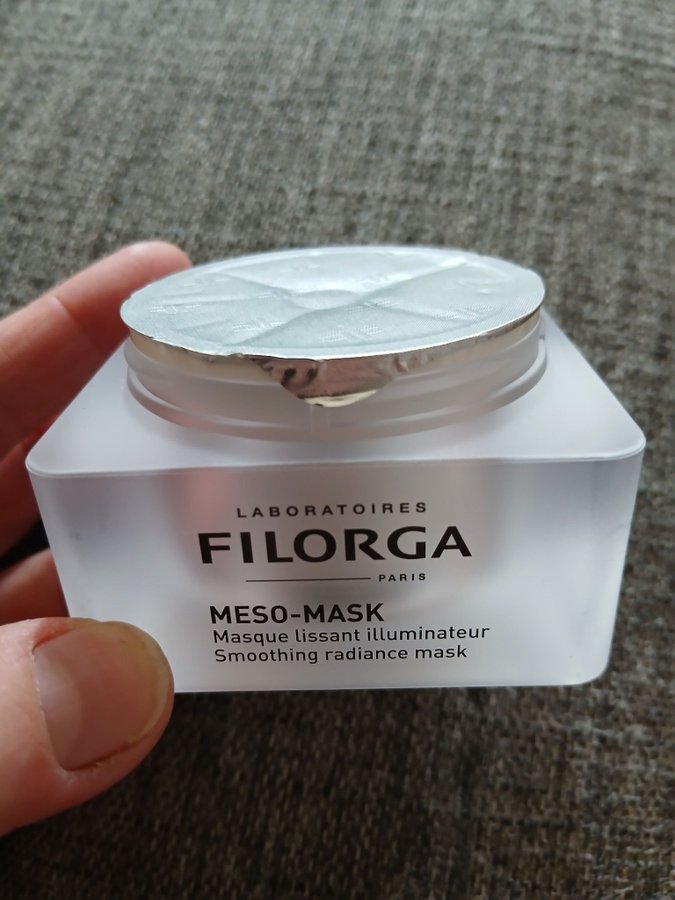 LABORATOIRES
FILORGA
PARIS
MESO-MASK
Masque lissant illuminateur
Smoothing radiance mask